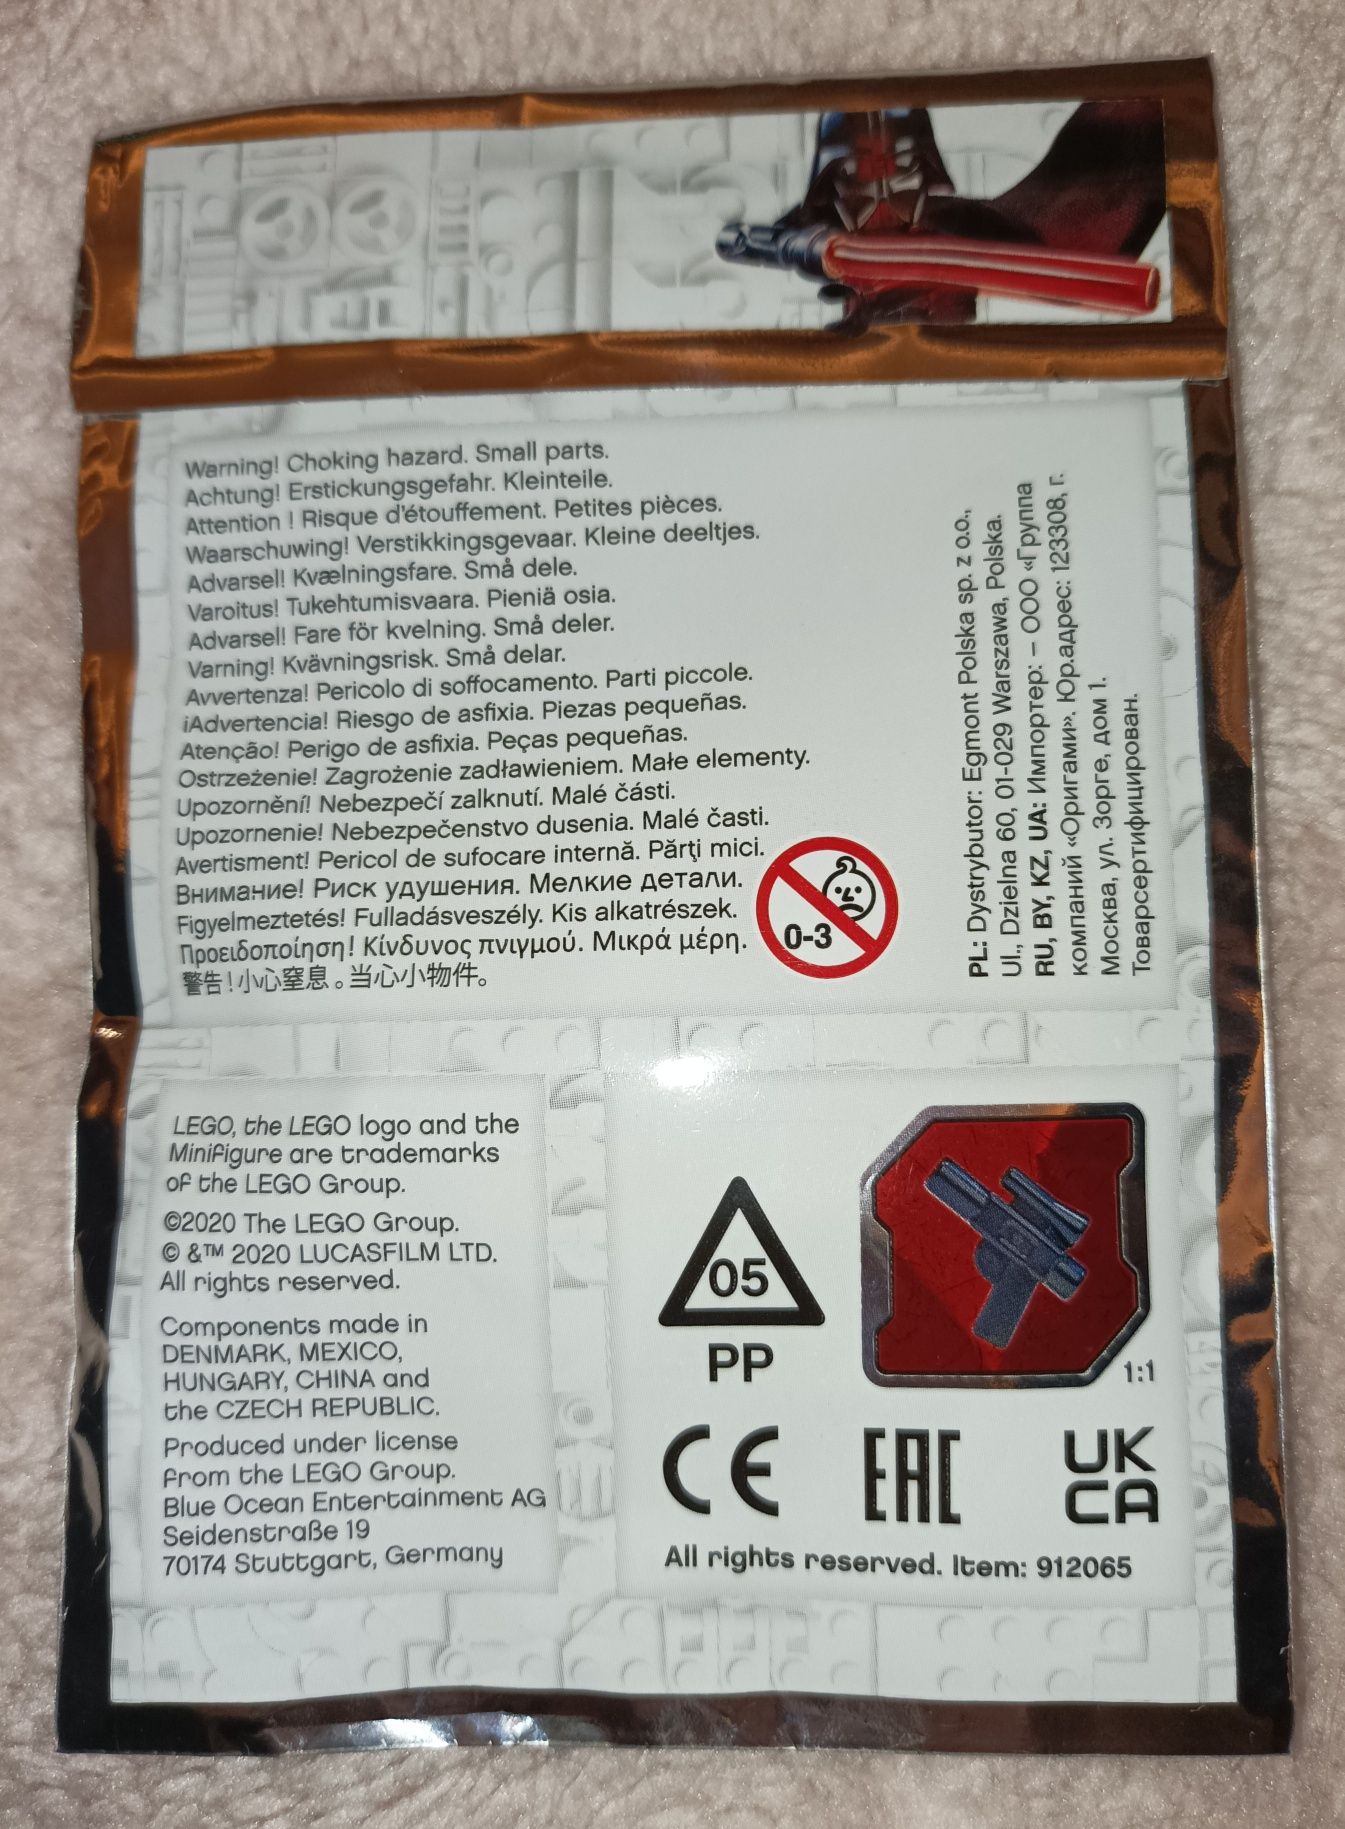 Warning! Choking hazard. Small parts.
Achtung! Erstickungsgefahr. Kleinteile.
Attention ! Risque d'étouffement. Petites pièces.
Waarschuwing! Verstikkingsgevaar. Kleine deeltjes.
Advarsel! Kvælningsfare. Små dele.
Varoitus! Tukehtumisvaara. Pieniä osia.
Advarsel! Fare för kvelning. Små deler.
Varning! Kvävningsrisk. Små delar.
Avvertenza! Pericolo di soffocamento. Parti piccole.
¡Advertencia! Riesgo de asfixia. Piezas pequeñas.
Atenção! Perigo de asfixia. Peças pequeñas.
Ostrzeżenie! Zagrożenie zadławieniem. Małe elementy.
Upozornění! Nebezpečí zalknutí. Malé části.
Upozornenie! Nebezpečenstvo dusenia. Malé časti.
Avertisment! Pericol de sufocare internă. Părţi mici.
Внимание! Риск удушения. Мелкие детали.
Figyelmeztetés! Fulladásveszély. Kis alkatrészek.
Προειδοποίηση! Κίνδυνος πνιγμού. Μικρά μέρη.
警告!小心窒息。当心小物件。
0-3
PL: Dystrybutor: Egmont Polska sp. z o.o.,
Ul., Dzielna 60, 01-029 Warszawa, Polska.
RU, BY, KZ, UA: Импортер: – ООО «Группа
компаний «Оригами». Юр.адрес: 123308, г.
Москва, ул. Зорге, дом 1.
Товарсертифицирован.
LEGO, the LEGO logo and the
Minifigure are trademarks
of the LEGO Group.
©2020 The LEGO Group.
© &™ 2020 LUCASFILM LTD.
All rights reserved.
Components made in
DENMARK, MEXICO,
HUNGARY, CHINA and
the CZECH REPUBLIC.
Produced under license
from the LEGO Group.
Blue Ocean Entertainment AG
Seidenstraße 19
70174 Stuttgart, Germany
05
PP
1:1
CE
EAC
UK
CA
All rights reserved. Item: 912065